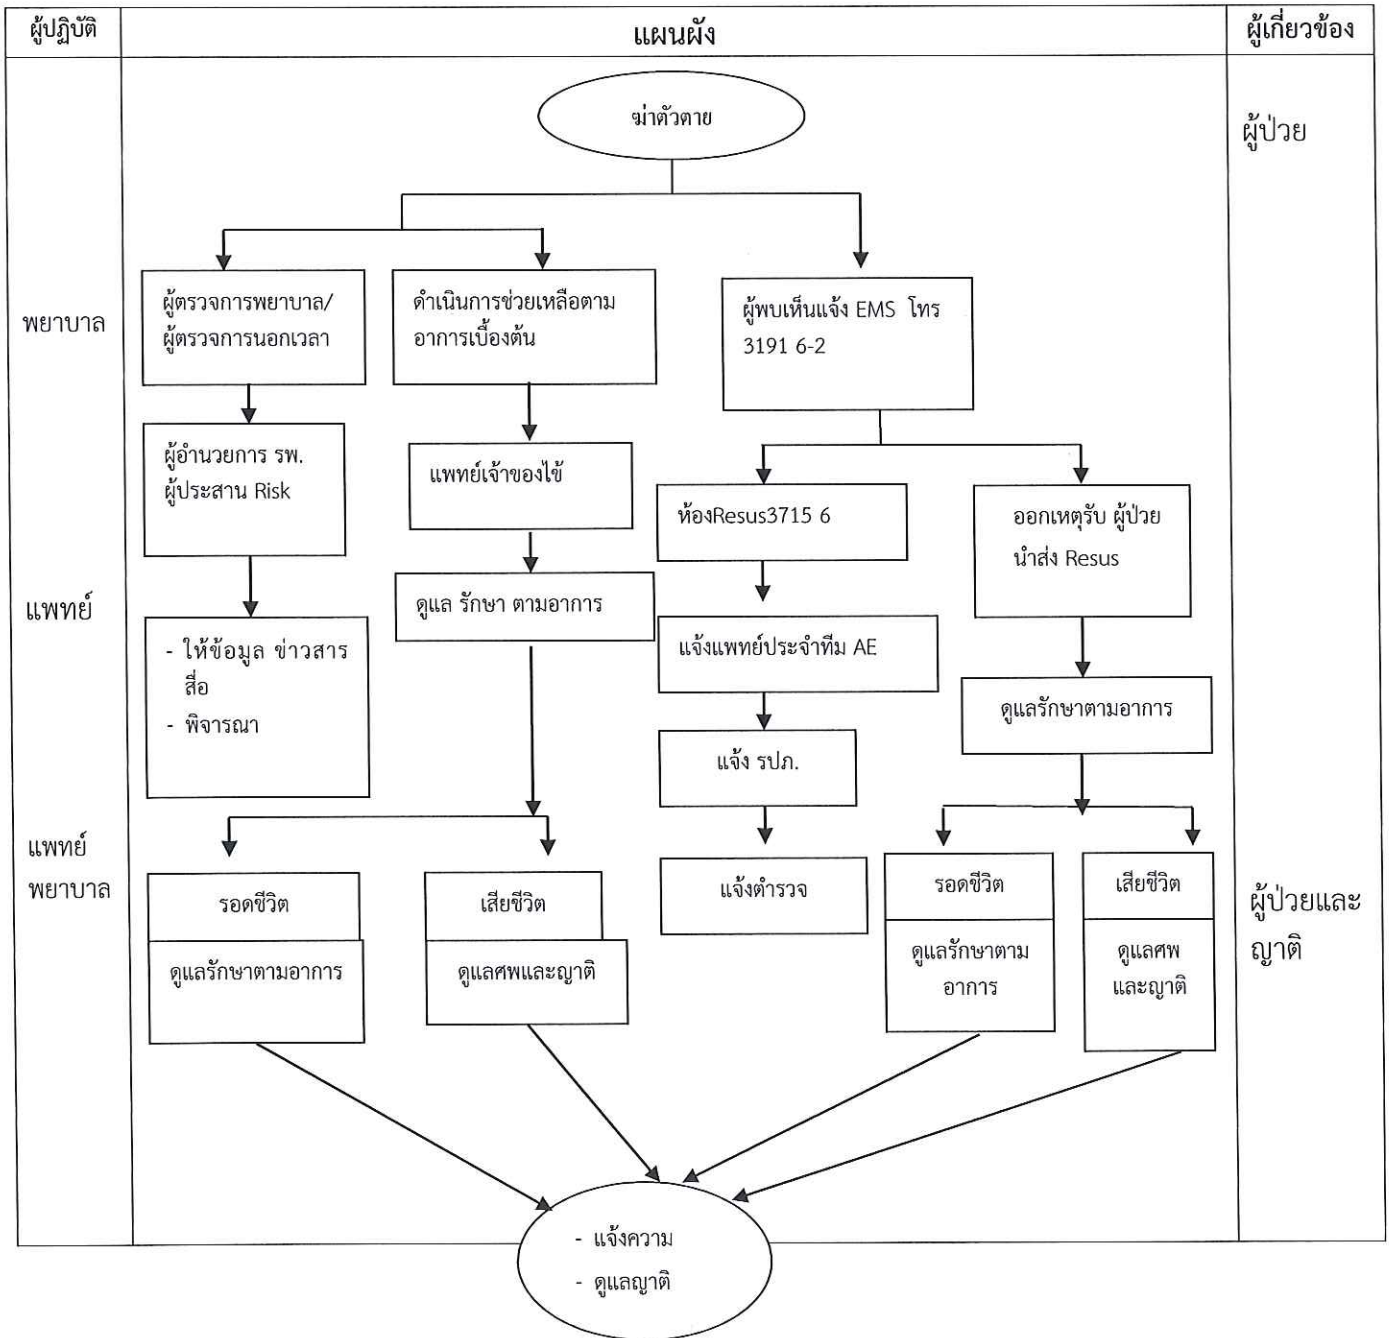 ผู้ปฏิบัติ
แผนผัง
ผู้เกี่ยวข้อง
ฆ่าตัวตาย
ผู้ป่วย
พยาบาล
ผู้ตรวจการพยาบาล/
ผู้ตรวจการนอกเวลา
ดำเนินการช่วยเหลือตาม
อาการเบื้องต้น
ผู้พบเห็นแจ้ง EMS โทร
3191 6-2
ผู้อำนวยการ รพ.
ผู้ประสาน Risk
แพทย์เจ้าของไข้
ห้องResus3715 6
ออกเหตุรับ ผู้ป่วย
นำส่ง Resus
แพทย์
ดูแล รักษา ตามอาการ
- ให้ข้อมูล ข่าวสาร
สื่อ
- พิจารณา
แจ้งแพทย์ประจำทีม AE
ดูแลรักษาตามอาการ
แจ้ง รปภ.
แพทย์
พยาบาล
รอดชีวิต
ดูแลรักษาตามอาการ
เสียชีวิต
ดูแลศพและญาติ
แจ้งตำรวจ
รอดชีวิต
ดูแลรักษาตาม
อาการ
เสียชีวิต
ดูแลศพ
และญาติ
ผู้ป่วยและ
ญาติ
- แจ้งความ
- ดูแลญาติ